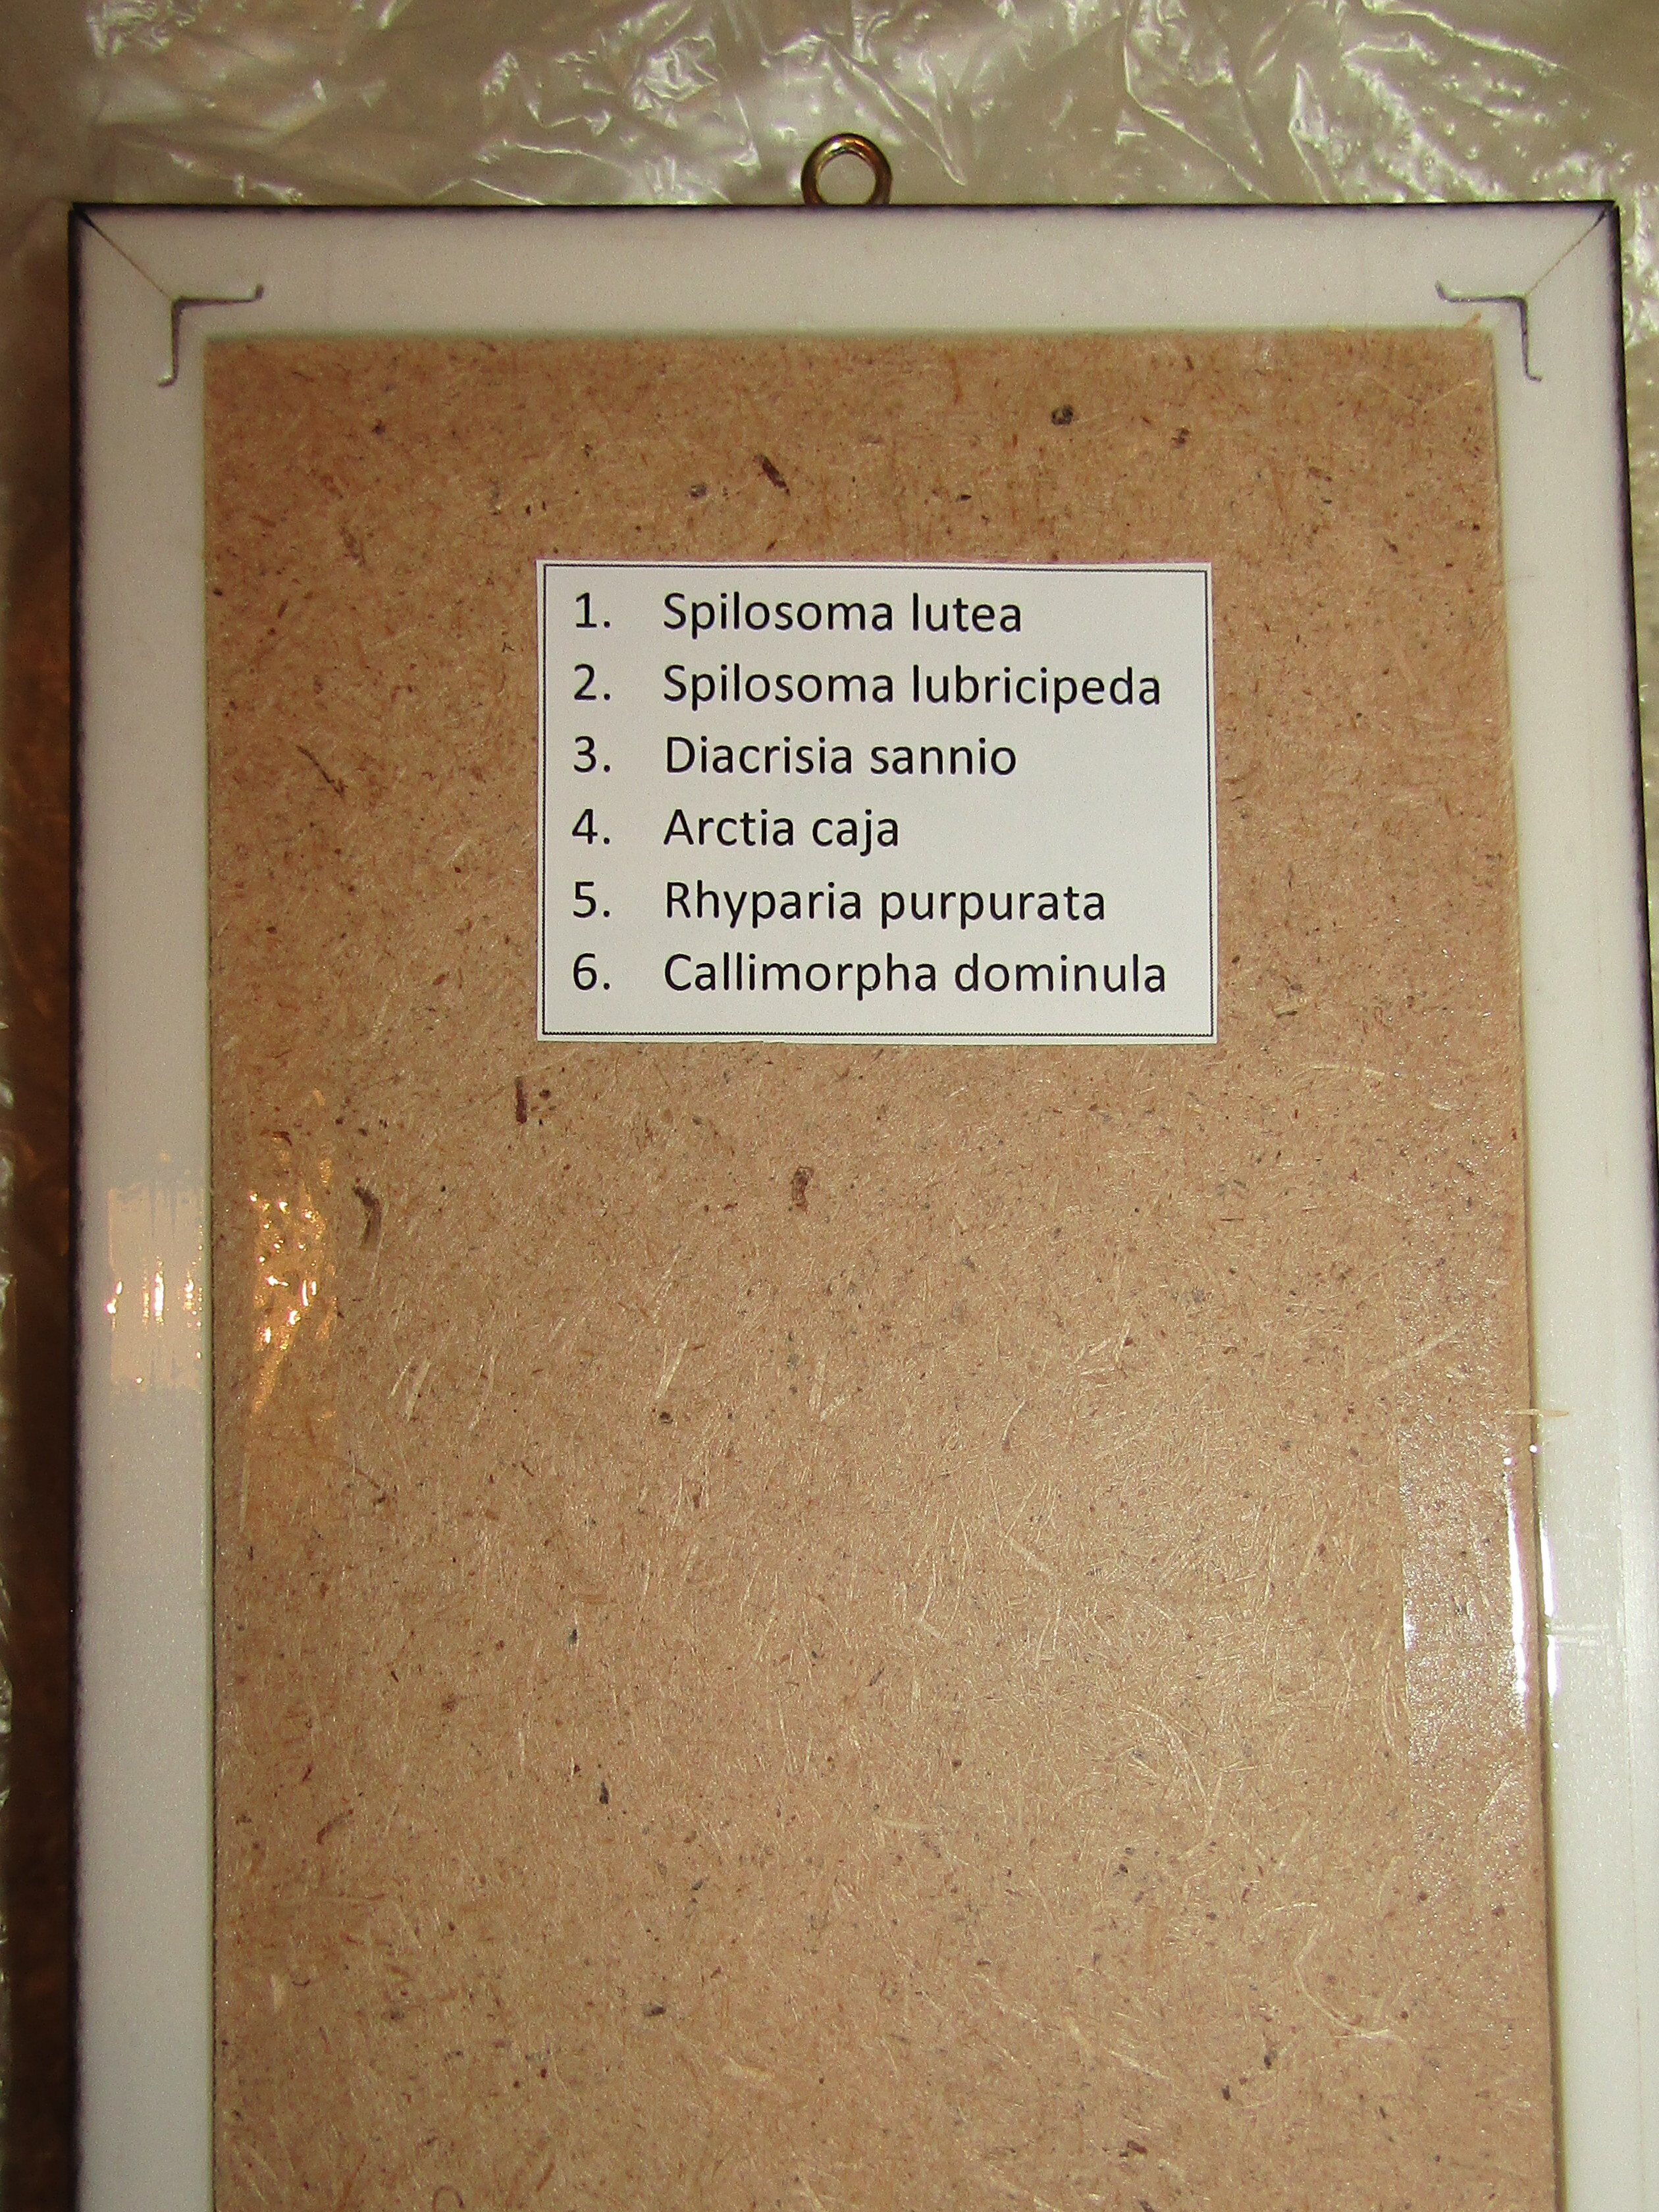 1. Spilosoma lutea
2. Spilosoma lubricipeda
3. Diacrisia sannio
4. Arctia caja
5. Rhyparia purpurata
6. Callimorpha dominula